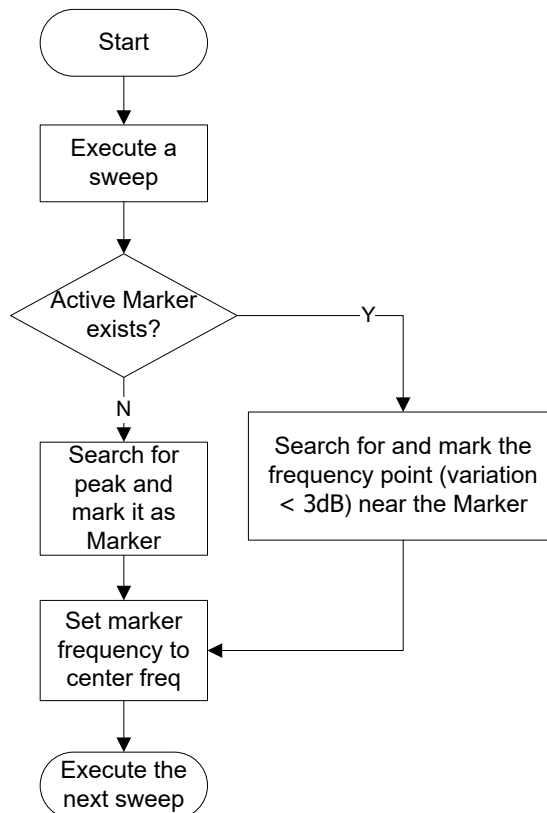 Start
Execute a
sweep
Active Marker
exists?
Y
N
Search for
peak and
mark it as
Marker
Search for and mark the
frequency point (variation
< 3dB) near the Marker
Set marker
frequency to
center freq
Execute the
next sweep